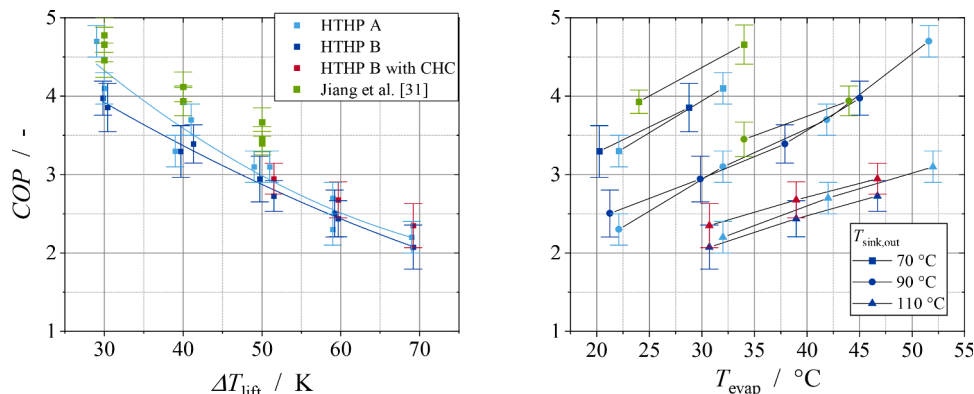 5
4
3
2
1
COP / -
30
40
50
60
70
ΔT_lift / K
HTHP A
HTHP B
HTHP B with CHC
Jiang et al. [31]
5
4
3
2
1
20
25
30
35
40
45
50
55
T_evap / °C
T_sink,out
70 °C
90 °C
110 °C